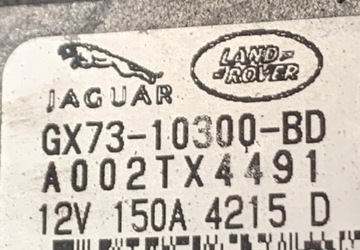 JAGUAR
LAND
ROVER
GX73-10300-BD
A002TX4491
12V 150A 4215 D